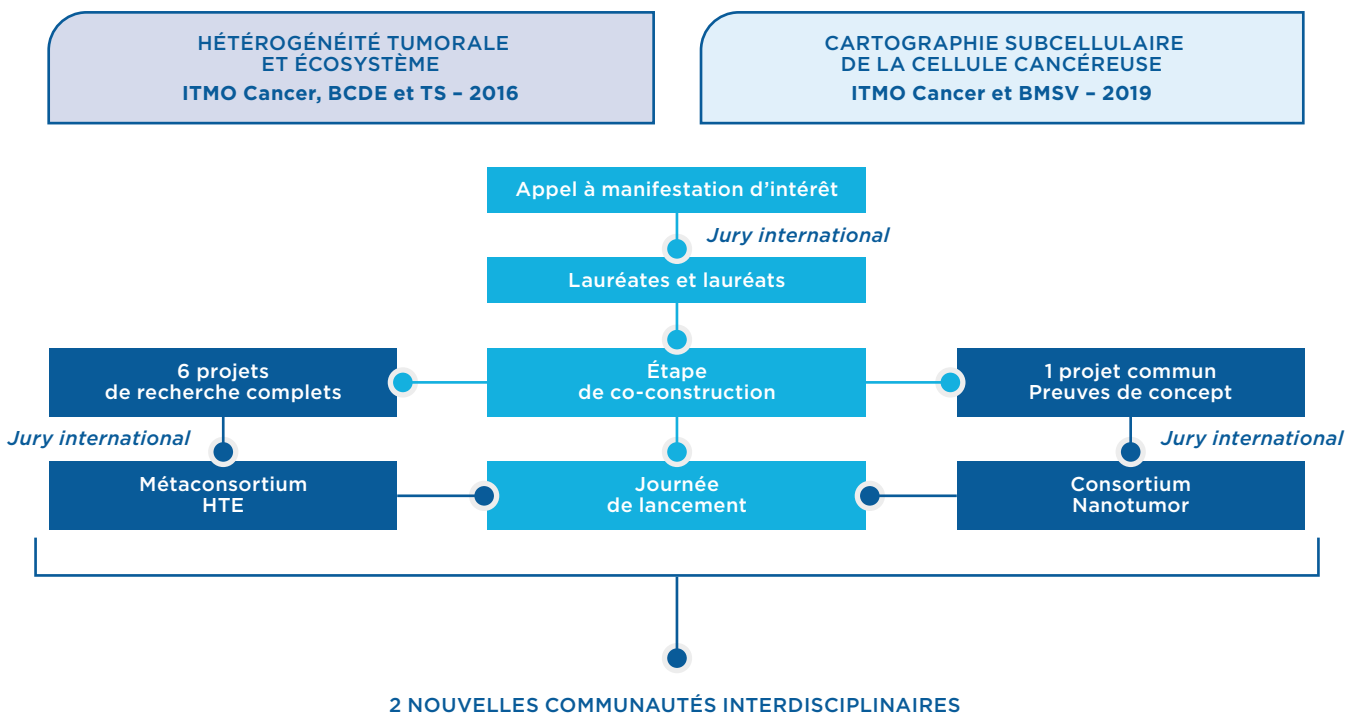 HÉTÉROGÉNÉITÉ TUMORALE
ET ÉCOSYSTÈME
ITMO Cancer, BCDE et TS – 2016
CARTOGRAPHIE SUBCELLULAIRE
DE LA CELLULE CANCÉREUSE
ITMO Cancer et BMSV – 2019
Appel à manifestation d'intérêt
Jury international
Lauréates et lauréats
6 projets
de recherche complets
Étape
de co-construction
1 projet commun
Preuves de concept
Jury international
Jury international
Métaconsortium
HTE
Journée
de lancement
Consortium
Nanotumor
2 NOUVELLES COMMUNAUTÉS INTERDISCIPLINAIRES